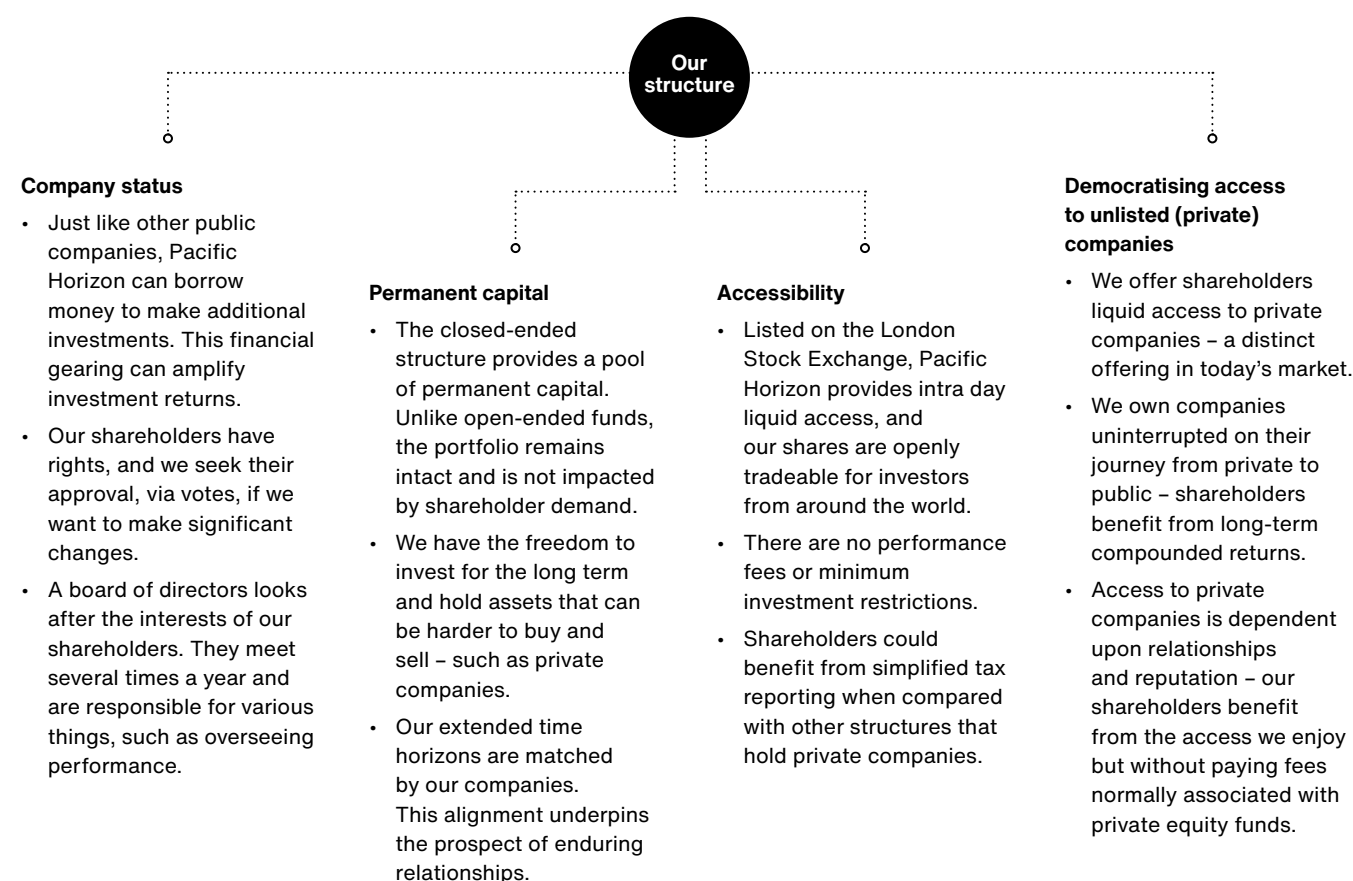 Our
structure
Company status
• Just like other public
companies, Pacific
Horizon can borrow
money to make additional
investments. This financial
gearing can amplify
investment returns.
• Our shareholders have
rights, and we seek their
approval, via votes, if we
want to make significant
changes.
• A board of directors looks
after the interests of our
shareholders. They meet
several times a year and
are responsible for various
things, such as overseeing
performance.
Permanent capital
• The closed-ended
structure provides a pool
of permanent capital.
Unlike open-ended funds,
the portfolio remains
intact and is not impacted
by shareholder demand.
• We have the freedom to
invest for the long term
and hold assets that can
be harder to buy and
sell – such as private
companies.
• Our extended time
horizons are matched
by our companies.
This alignment underpins
the prospect of enduring
relationships.
Accessibility
• Listed on the London
Stock Exchange, Pacific
Horizon provides intra day
liquid access, and
our shares are openly
tradeable for investors
from around the world.
• There are no performance
fees or minimum
investment restrictions.
• Shareholders could
benefit from simplified tax
reporting when compared
with other structures that
hold private companies.
Democratising access
to unlisted (private)
companies
• We offer shareholders
liquid access to private
companies – a distinct
offering in today’s market.
• We own companies
uninterrupted on their
journey from private to
public – shareholders
benefit from long-term
compounded returns.
• Access to private
companies is dependent
upon relationships
and reputation – our
shareholders benefit
from the access we enjoy
but without paying fees
normally associated with
private equity funds.